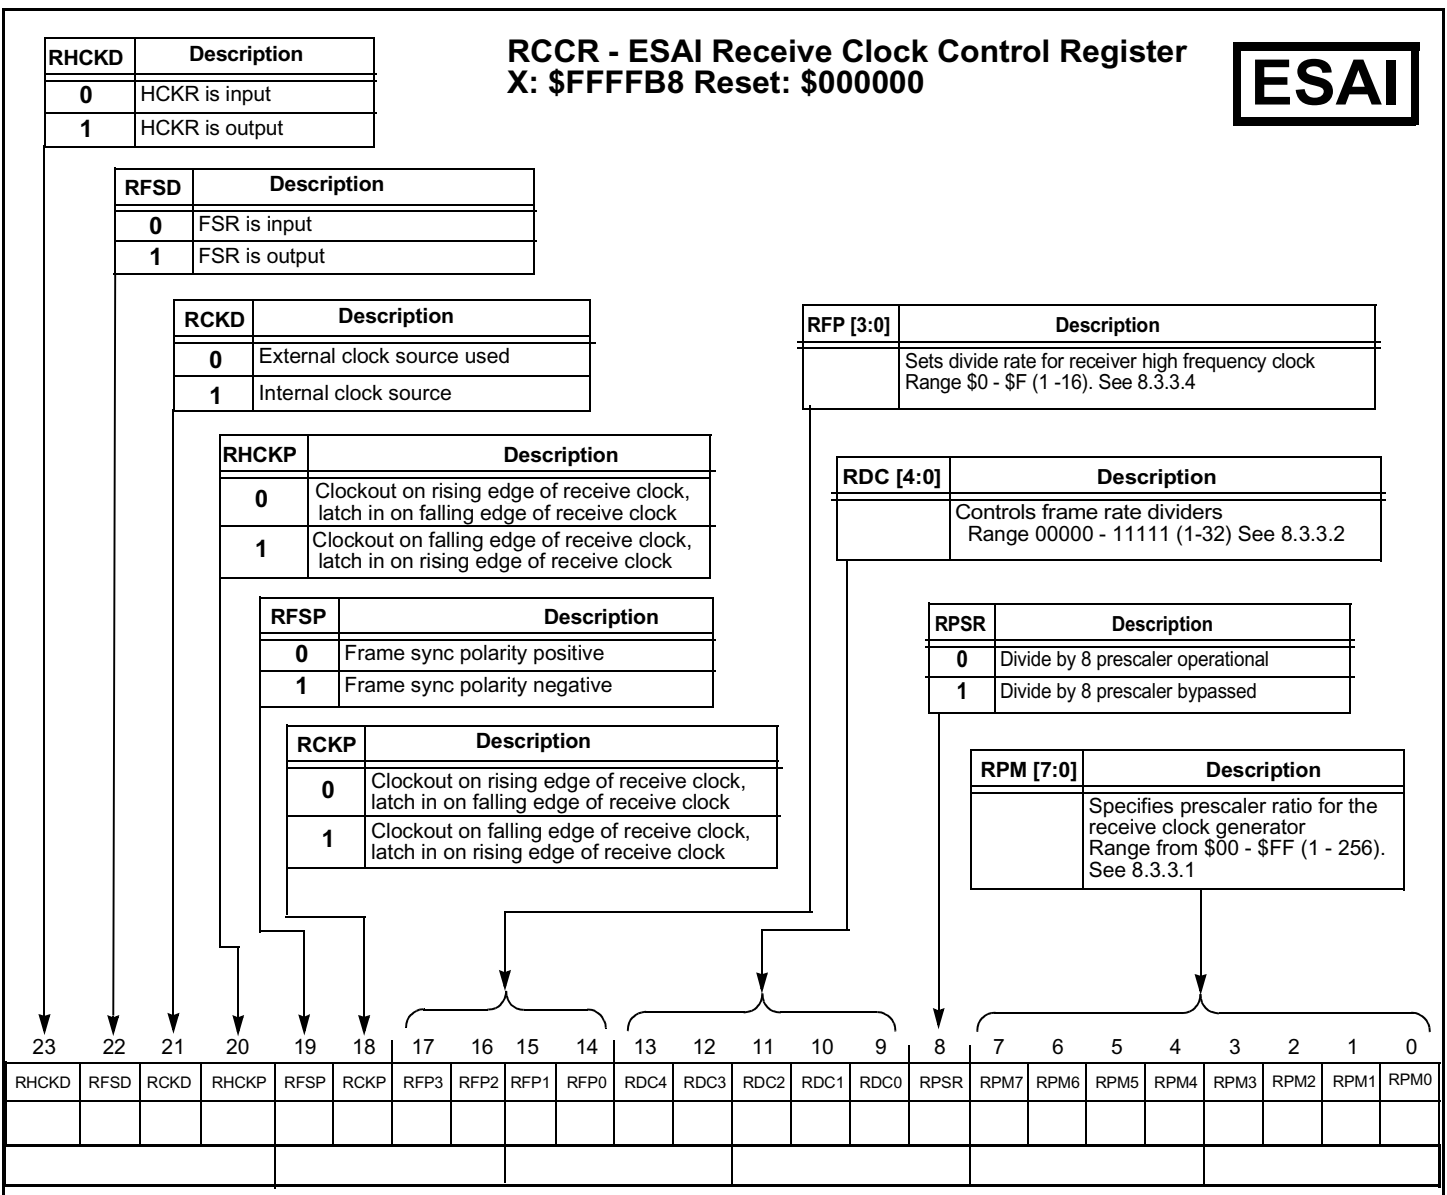 RCCR - ESAI Receive Clock Control Register
X: $FFFFB8 Reset: $000000
ESAI
RHCKD Description
0 HCKR is input
1 HCKR is output
RFSD Description
0 FSR is input
1 FSR is output
RCKD Description
0 External clock source used
1 Internal clock source
RHCKP Description
0 Clockout on rising edge of receive clock,
latch in on falling edge of receive clock
1 Clockout on falling edge of receive clock,
latch in on rising edge of receive clock
RFSP Description
0 Frame sync polarity positive
1 Frame sync polarity negative
RCKP Description
0 Clockout on rising edge of receive clock,
latch in on falling edge of receive clock
1 Clockout on falling edge of receive clock,
latch in on rising edge of receive clock
RFP [3:0] Description
Sets divide rate for receiver high frequency clock
Range $0 - $F (1 -16). See 8.3.3.4
RDC [4:0] Description
Controls frame rate dividers
Range 00000 - 11111 (1-32) See 8.3.3.2
RPSR Description
0 Divide by 8 prescaler operational
1 Divide by 8 prescaler bypassed
RPM [7:0] Description
Specifies prescaler ratio for the
receive clock generator
Range from $00 - $FF (1 - 256).
See 8.3.3.1
23 22 21 20 19 18 17 16 15 14 13 12 11 10 9 8 7 6 5 4 3 2 1 0
RHCKD RFSD RCKD RHCKP RFSP RCKP RFP3 RFP2 RFP1 RFP0 RDC4 RDC3 RDC2 RDC1 RDC0 RPSR RPM7 RPM6 RPM5 RPM4 RPM3 RPM2 RPM1 RPM0